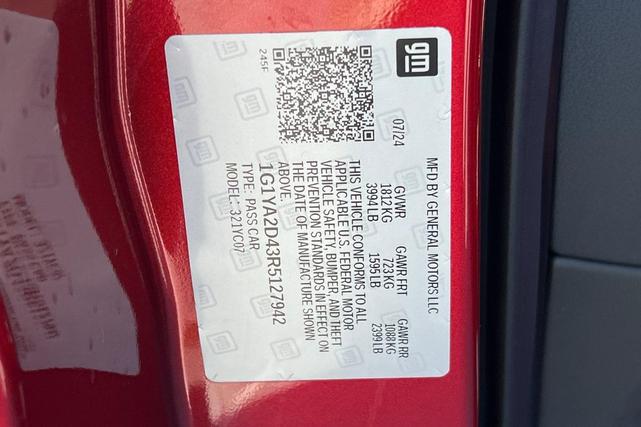 gm
MFD BY GENERAL MOTORS LLC
07/24 GVWR GAWR FRT GAWR RR
1812KG 723KG 1088KG
3994LB 1595LB 2399LB
THIS VEHICLE CONFORMS TO ALL
APPLICABLE U.S. FEDERAL MOTOR
VEHICLE SAFETY, BUMPER, AND THEFT
PREVENTION STANDARDS IN EFFECT ON
THE DATE OF MANUFACTURE SHOWN
ABOVE.
1G1YA2D43R5127942
TYPE: PASS CAR
MODEL: 321YC07
245F